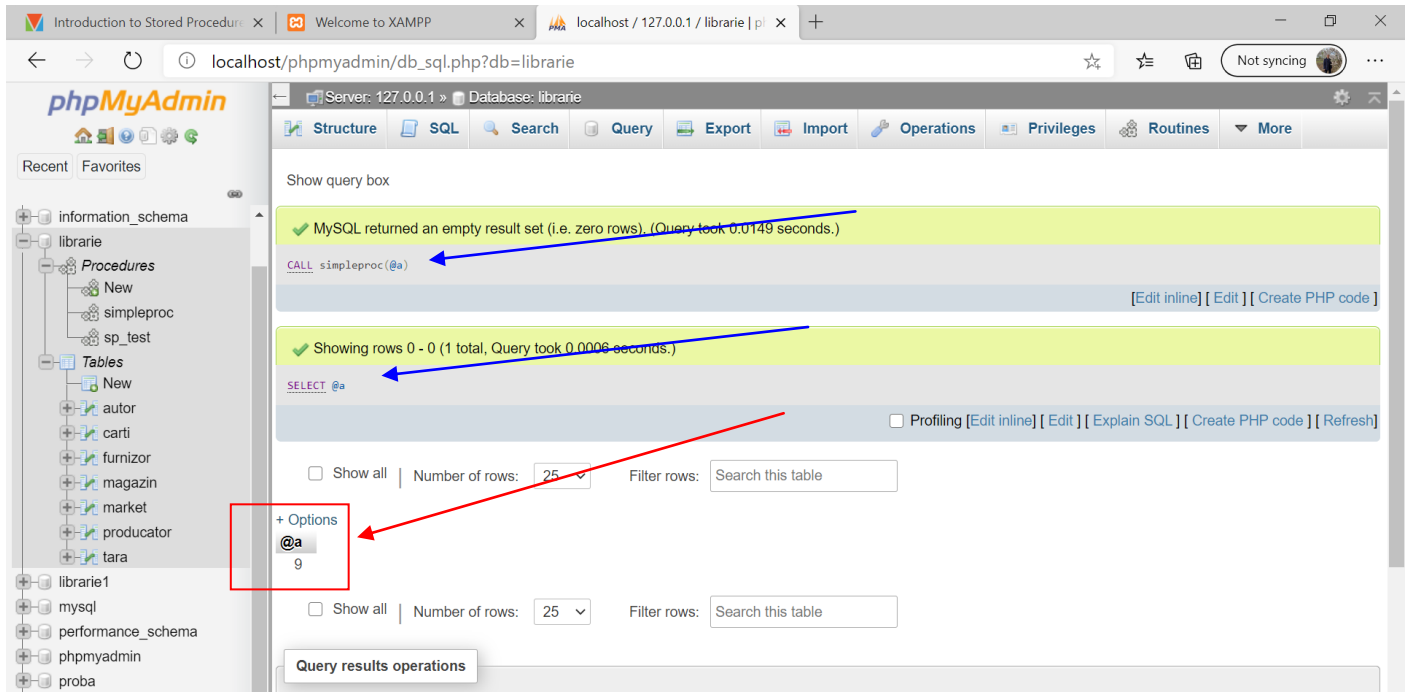 Introduction to Stored Procedur
Welcome to XAMPP
localhost / 127.0.0.1 / librarie | pl
localhost/phpmyadmin/db_sql.php?db=librarie
Not syncing
phpMyAdmin
Recent Favorites
information_schema
librarie
Procedures
New
simpleproc
sp_test
Tables
New
autor
carti
furnizor
magazin
market
producator
tara
librarie1
mysql
performance_schema
phpmyadmin
proba
Server: 127.0.0.1 » Database: librarie
Structure SQL Search Query Export Import Operations Privileges Routines More
Show query box
MySQL returned an empty result set (i.e. zero rows). (Query took 0.0149 seconds.)
CALL simpleproc(@a)
[Edit inline] [ Edit ] [ Create PHP code ]
Showing rows 0 - 0 (1 total, Query took 0.0006 seconds.)
SELECT @a
Profiling [Edit inline] [ Edit ] [ Explain SQL ] [ Create PHP code ] [ Refresh]
Show all | Number of rows: 25 Filter rows: Search this table
+ Options
@a
9
Show all | Number of rows: 25 Filter rows: Search this table
Query results operations